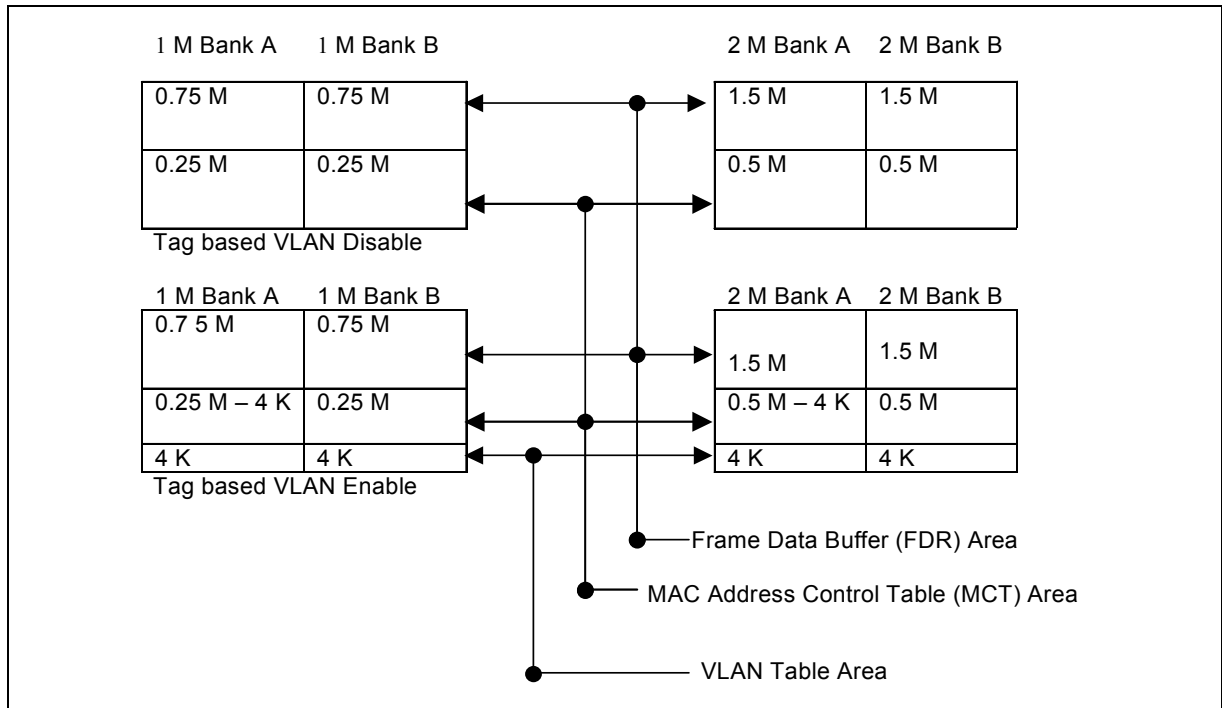 1 M Bank A 1 M Bank B 2 M Bank A 2 M Bank B
0.75 M 0.75 M 1.5 M 1.5 M
0.25 M 0.25 M 0.5 M 0.5 M
Tag based VLAN Disable
1 M Bank A 1 M Bank B 2 M Bank A 2 M Bank B
0.7 5 M 0.75 M 1.5 M 1.5 M
0.25 M – 4 K 0.25 M 0.5 M – 4 K 0.5 M
4 K 4 K 4 K 4 K
Tag based VLAN Enable
Frame Data Buffer (FDR) Area
MAC Address Control Table (MCT) Area
VLAN Table Area